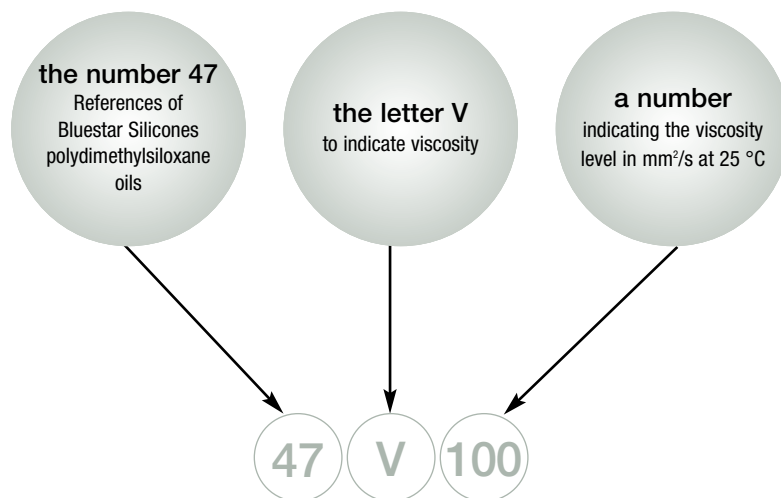 the number 47
References of
Bluestar Silicones
polydimethylsiloxane
oils
the letter V
to indicate viscosity
a number
indicating the viscosity
level in mm²/s at 25 °C
47 V 100